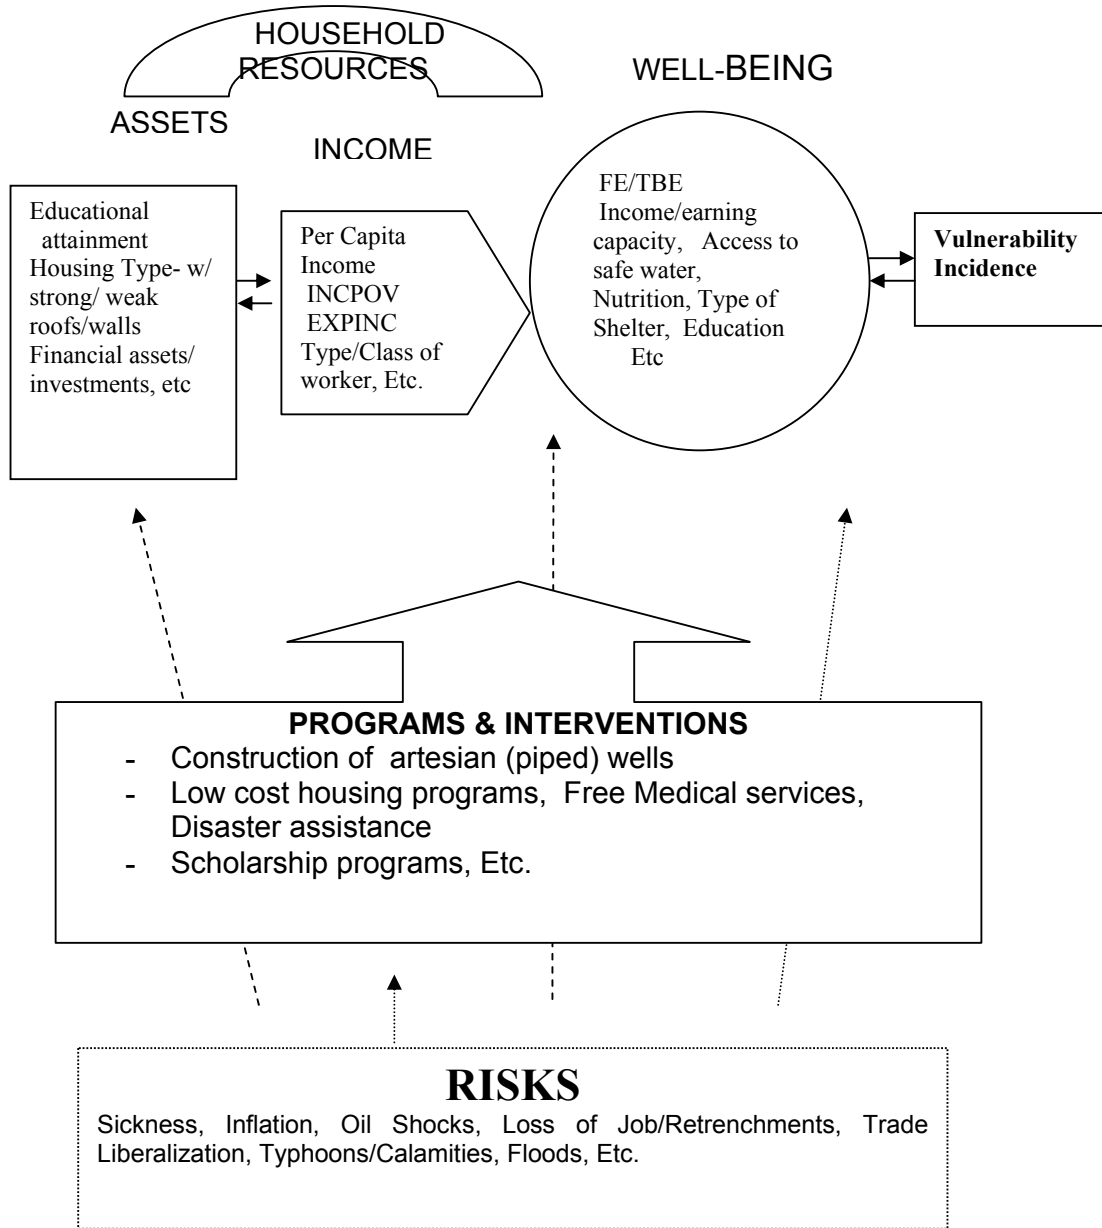 HOUSEHOLD
RESOURCES
WELL-BEING
ASSETS
INCOME
Educational
attainment
Housing Type- w/
strong/ weak
roofs/walls
Financial assets/
investments, etc
Per Capita
Income
INCPOV
EXPINC
Type/Class of
worker, Etc.
FE/TBE
Income/earning
capacity, Access to
safe water,
Nutrition, Type of
Shelter, Education
Etc
Vulnerability
Incidence
PROGRAMS & INTERVENTIONS
- Construction of artesian (piped) wells
- Low cost housing programs, Free Medical services,
Disaster assistance
- Scholarship programs, Etc.
RISKS
Sickness, Inflation, Oil Shocks, Loss of Job/Retrenchments, Trade
Liberalization, Typhoons/Calamities, Floods, Etc.